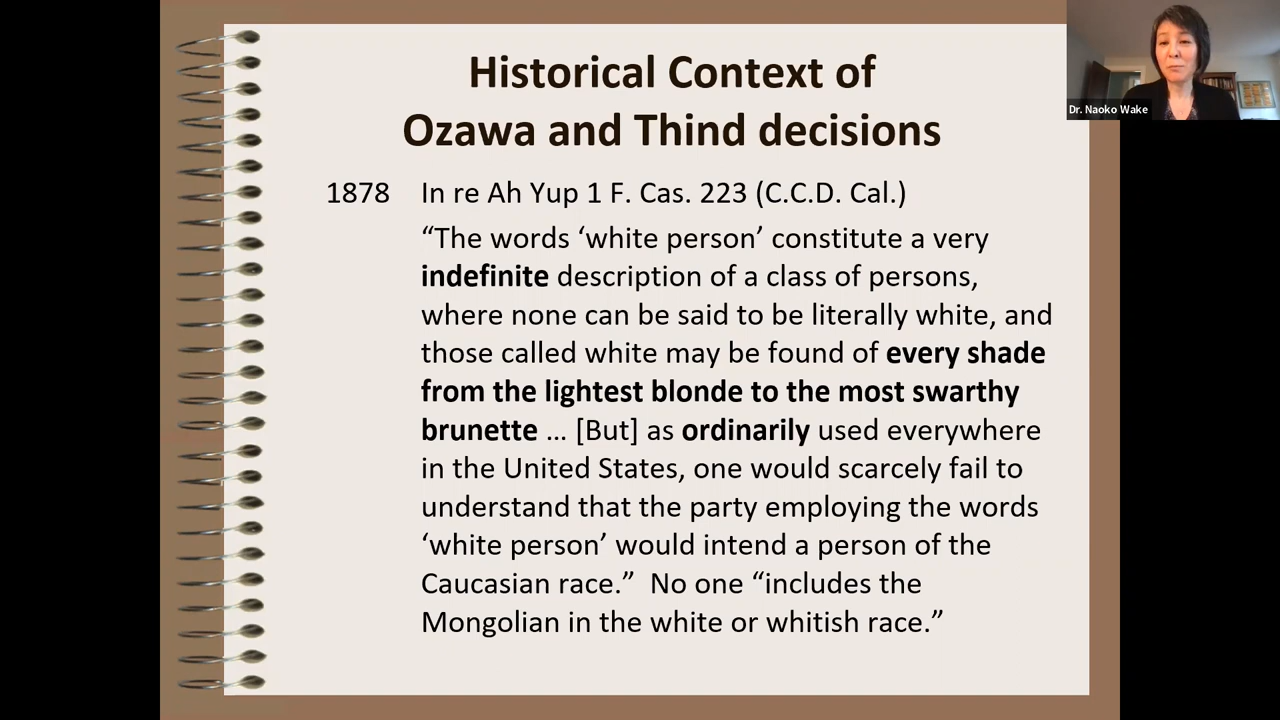 Historical Context of
Ozawa and Thind decisions
Dr. Naoko Wake
1878 In re Ah Yup 1 F. Cas. 223 (C.C.D. Cal.)
“The words ‘white person’ constitute a very
indefinite description of a class of persons,
where none can be said to be literally white, and
those called white may be found of every shade
from the lightest blonde to the most swarthy
brunette ... [But] as ordinarily used everywhere
in the United States, one would scarcely fail to
understand that the party employing the words
‘white person’ would intend a person of the
Caucasian race.” No one “includes the
Mongolian in the white or whitish race.”